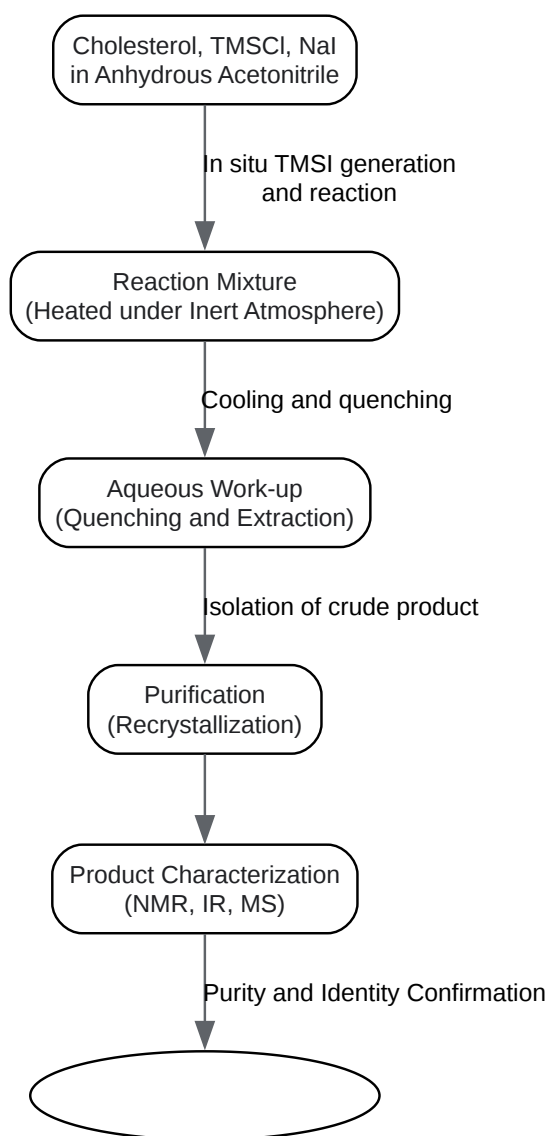 Cholesterol, TMSCl, NaI
in Anhydrous Acetonitrile
In situ TMSI generation
and reaction
Reaction Mixture
(Heated under Inert Atmosphere)
Cooling and quenching
Aqueous Work-up
(Quenching and Extraction)
Isolation of crude product
Purification
(Recrystallization)
Product Characterization
(NMR, IR, MS)
Purity and Identity Confirmation